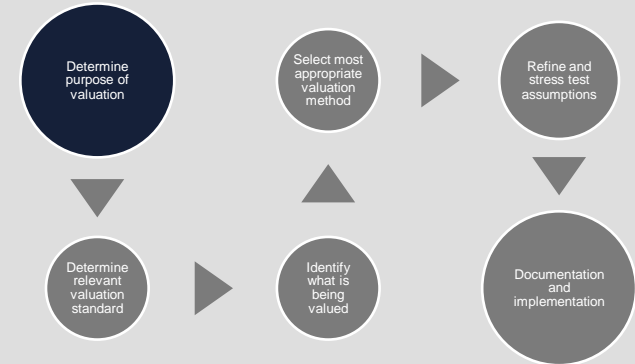 Determine
purpose of
valuation
Determine
relevant
valuation
standard
Identify
what is
being
valued
Select most
appropriate
valuation
method
Refine and
stress test
assumptions
Documentation
and
implementation